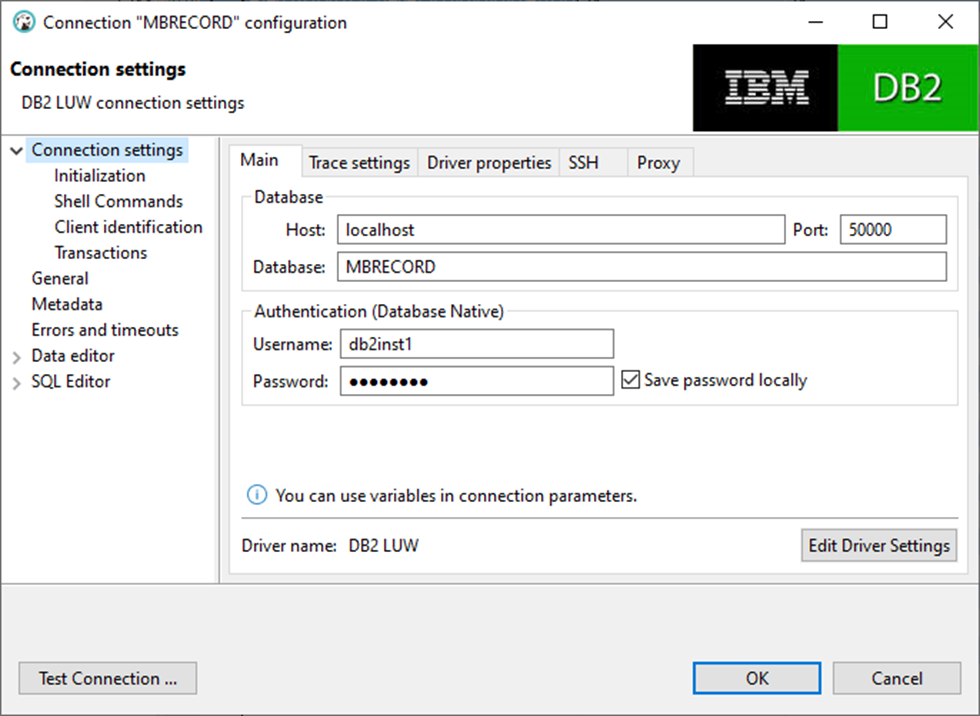 Connection "MBRECORD" configuration
Connection settings
DB2 LUW connection settings
IBM DB2
Connection settings
Initialization
Shell Commands
Client identification
Transactions
General
Metadata
Errors and timeouts
Data editor
SQL Editor
Main Trace settings Driver properties SSH Proxy
Database
Host: localhost Port: 50000
Database: MBRECORD
Authentication (Database Native)
Username: db2inst1
Password: ●●●●●●●● Save password locally
You can use variables in connection parameters.
Driver name: DB2 LUW Edit Driver Settings
Test Connection ... OK Cancel